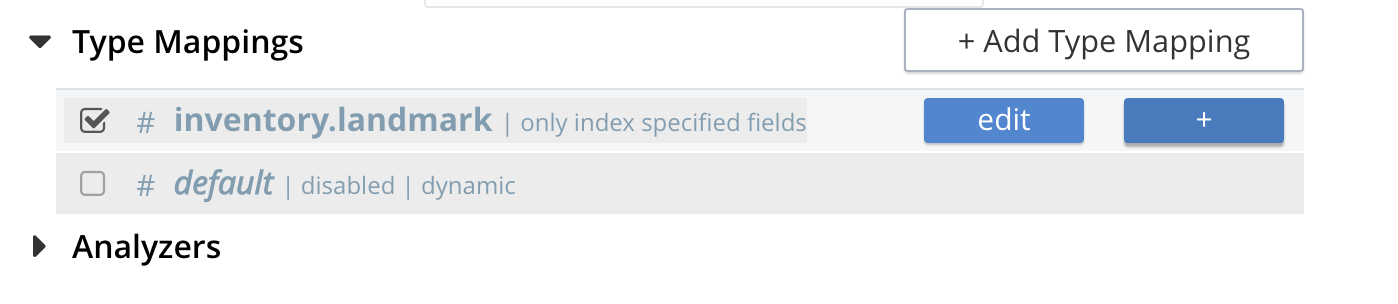 Type Mappings
+ Add Type Mapping
# inventory.landmark | only index specified fields
edit
+
# default | disabled | dynamic
Analyzers